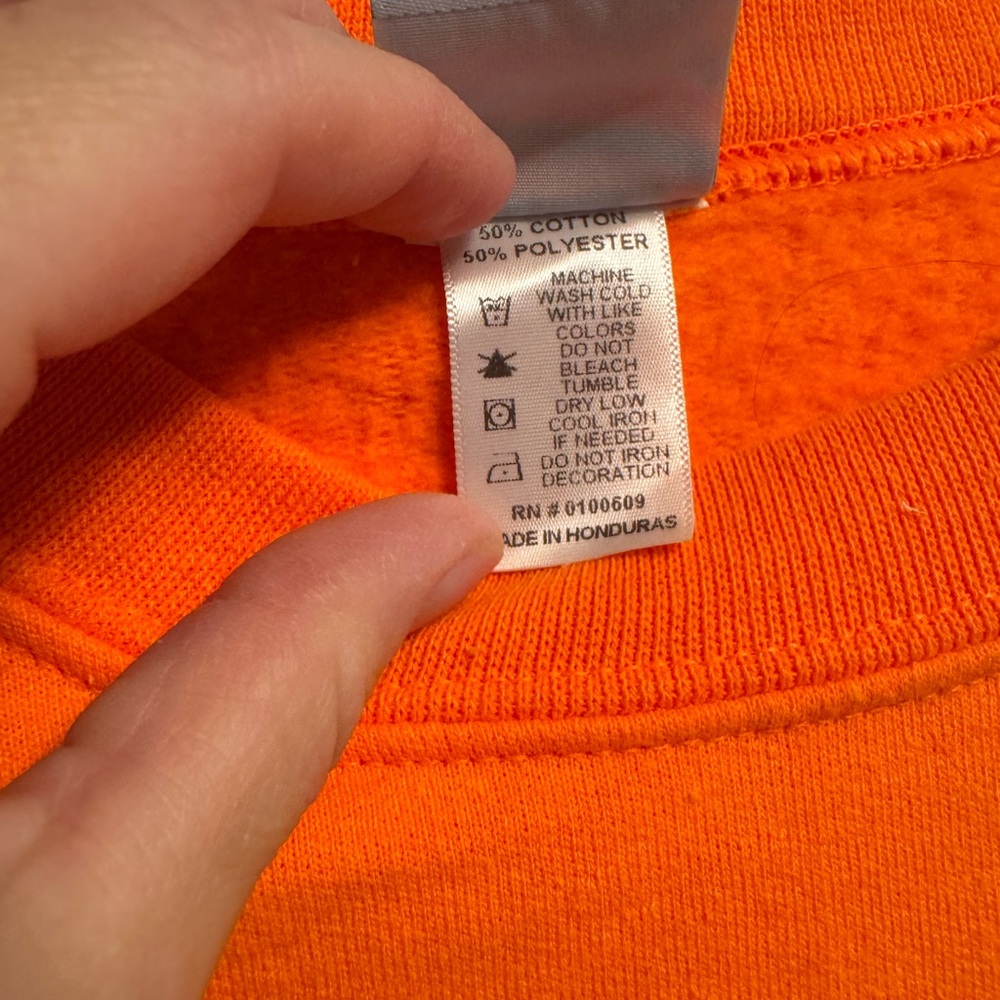 50% COTTON
50% POLYESTER
MACHINE
WASH COLD
WITH LIKE
COLORS
DO NOT
BLEACH
TUMBLE
DRY LOW
COOL IRON
IF NEEDED
DO NOT IRON
DECORATION
RN # 0100609
ADE IN HONDURAS